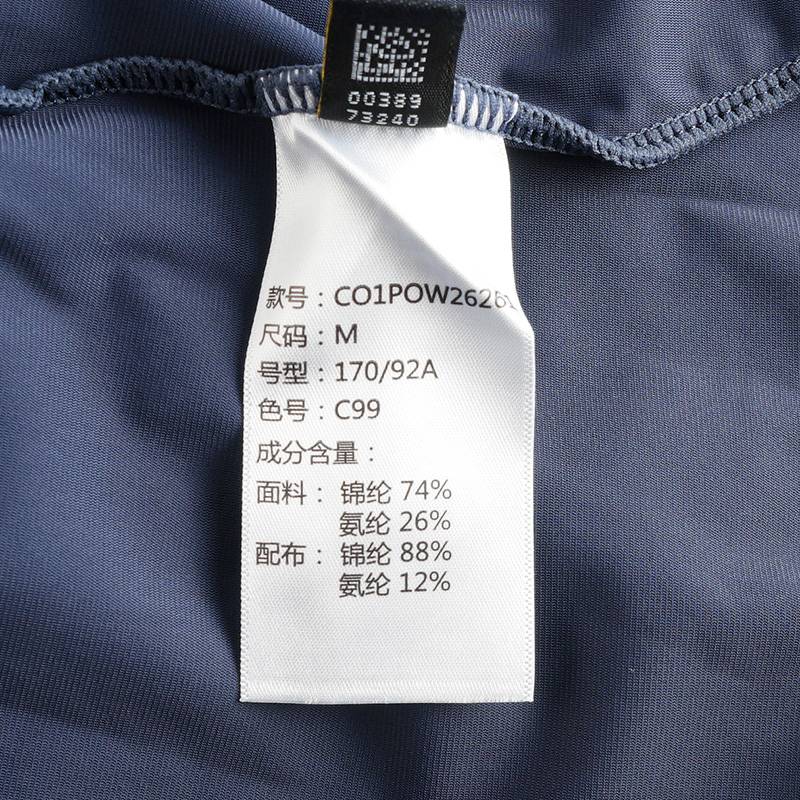 00389
73240
款号：CO1POW26261
尺码：M
号型：170/92A
色号：C99
成分含量：
面料： 锦纶 74%
氨纶 26%
配布： 锦纶 88%
氨纶 12%